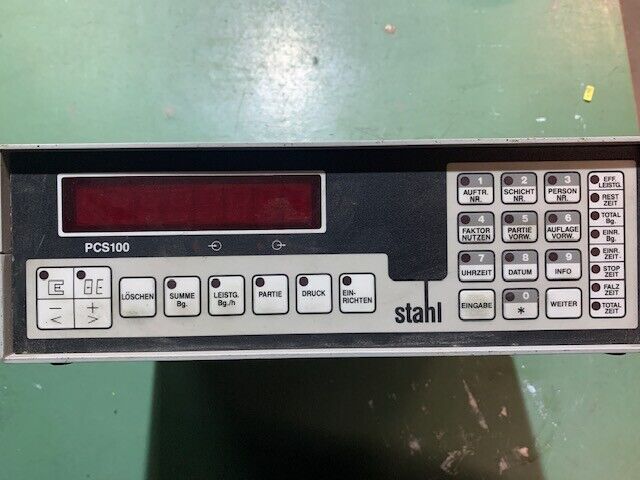 PCS100
LÖSCHEN
SUMME
Bg.
LEISTG.
Bg./h
PARTIE
DRUCK
EIN-
RICHTEN
−
<
+
>
stahl
1
AUFTR.
NR.
2
SCHICHT
NR.
3
PERSON
NR.
4
FAKTOR
NUTZEN
5
PARTIE
VORW.
6
AUFLAGE
VORW.
7
UHRZEIT
8
DATUM
9
INFO
EINGABE
0
*
WEITER
EFF.
LEISTG.
REST
ZEIT
TOTAL
Bg.
EINR.
Bg.
EINR.
ZEIT
STOP
ZEIT
FALZ
ZEIT
TOTAL
ZEIT